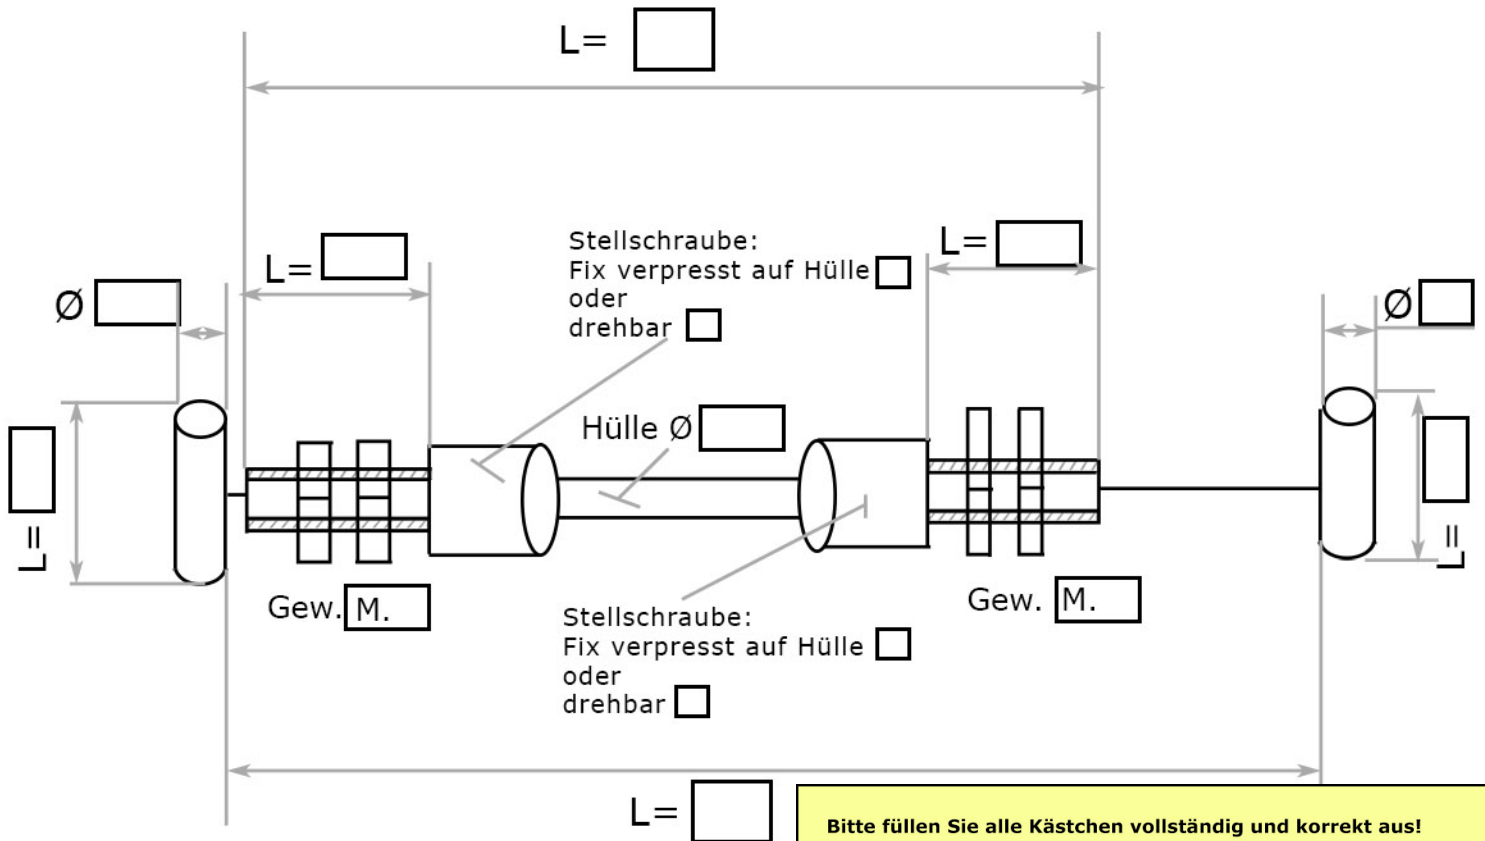 L=
L=
Stellschraube:
Fix verpresst auf Hülle
oder
drehbar
L=
Ø
Ø
Hülle Ø
L=
L=
Gew. M.
Gew. M.
Stellschraube:
Fix verpresst auf Hülle
oder
drehbar
L=
Bitte füllen Sie alle Kästchen vollständig und korrekt aus!